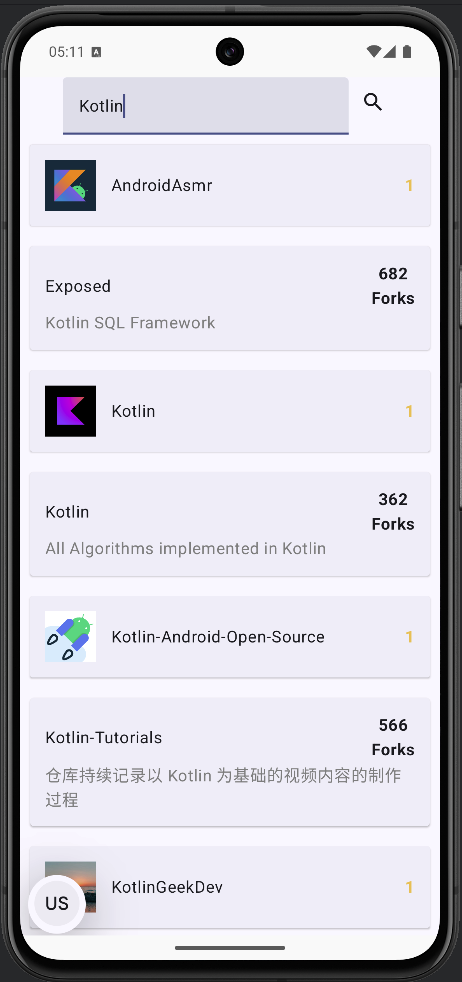 05:11 A
Kotlin
AndroidAsmr 1
Exposed
682
Forks
Kotlin SQL Framework
Kotlin 1
Kotlin
362
Forks
All Algorithms implemented in Kotlin
Kotlin-Android-Open-Source 1
Kotlin-Tutorials
566
Forks
仓库持续记录以 Kotlin 为基础的视频内容的制作
过程
KotlinGeekDev 1
US